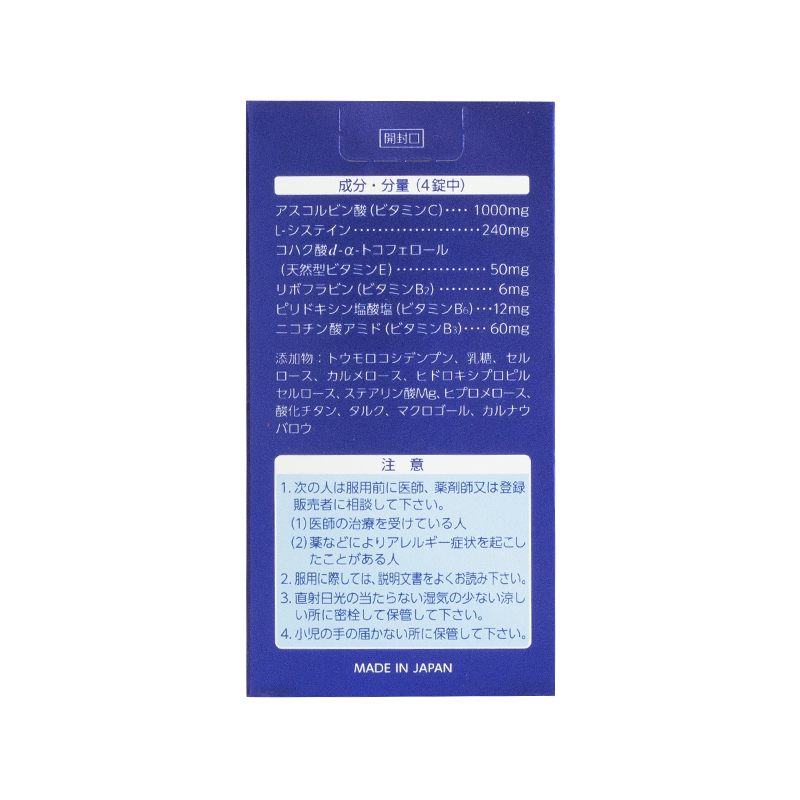 開封口
成分・分量（4錠中）
アスコルビン酸（ビタミンC）‥‥ 1000mg
L-システイン‥‥‥‥‥‥‥‥‥‥240mg
コハク酸d-α-トコフェロール
（天然型ビタミンE）‥‥‥‥‥‥‥ 50mg
リボフラビン（ビタミンB₂）‥‥‥‥‥ 6mg
ピリドキシン塩酸塩（ビタミンB₆）‥･12mg
ニコチン酸アミド（ビタミンB₃）‥‥ 60mg
添加物：トウモロコシデンプン、乳糖、セル
ロース、カルメロース、ヒドロキシプロピル
セルロース、ステアリン酸Mg、ヒプロメロース、
酸化チタン、タルク、マクロゴール、カルナウ
バロウ
注 意
1. 次の人は服用前に医師、薬剤師又は登録
販売者に相談して下さい。
(1) 医師の治療を受けている人
(2) 薬などによりアレルギー症状を起こし
たことがある人
2. 服用に際しては、説明文書をよくお読み下さい。
3. 直射日光の当たらない湿気の少ない涼し
い所に密栓して保管して下さい。
4. 小児の手の届かない所に保管して下さい。
MADE IN JAPAN